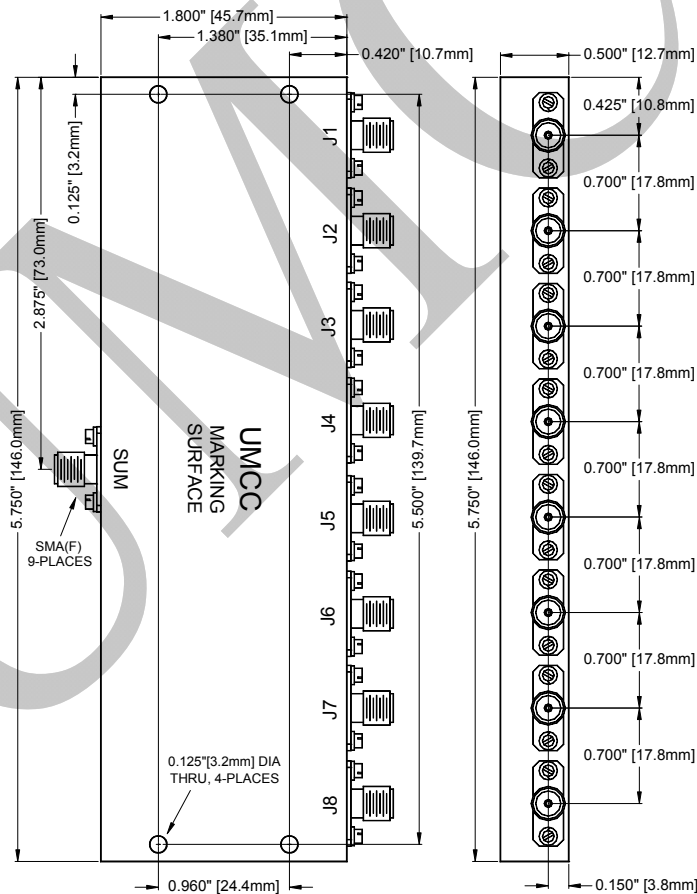 1.800" [45.7mm]
1.380" [35.1mm]
0.420" [10.7mm]
0.500" [12.7mm]
0.125" [3.2mm]
2.875" [73.0mm]
5.750" [146.0mm]
SUM
SMA(F)
9-PLACES
UMCC
MARKING
SURFACE
J1
J2
J3
J4
J5
J6
J7
J8
5.500" [139.7mm]
0.125"[3.2mm] DIA
THRU, 4-PLACES
0.960" [24.4mm]
5.750" [146.0mm]
0.425" [10.8mm]
0.700" [17.8mm]
0.700" [17.8mm]
0.700" [17.8mm]
0.700" [17.8mm]
0.700" [17.8mm]
0.700" [17.8mm]
0.700" [17.8mm]
0.150" [3.8mm]
UMC